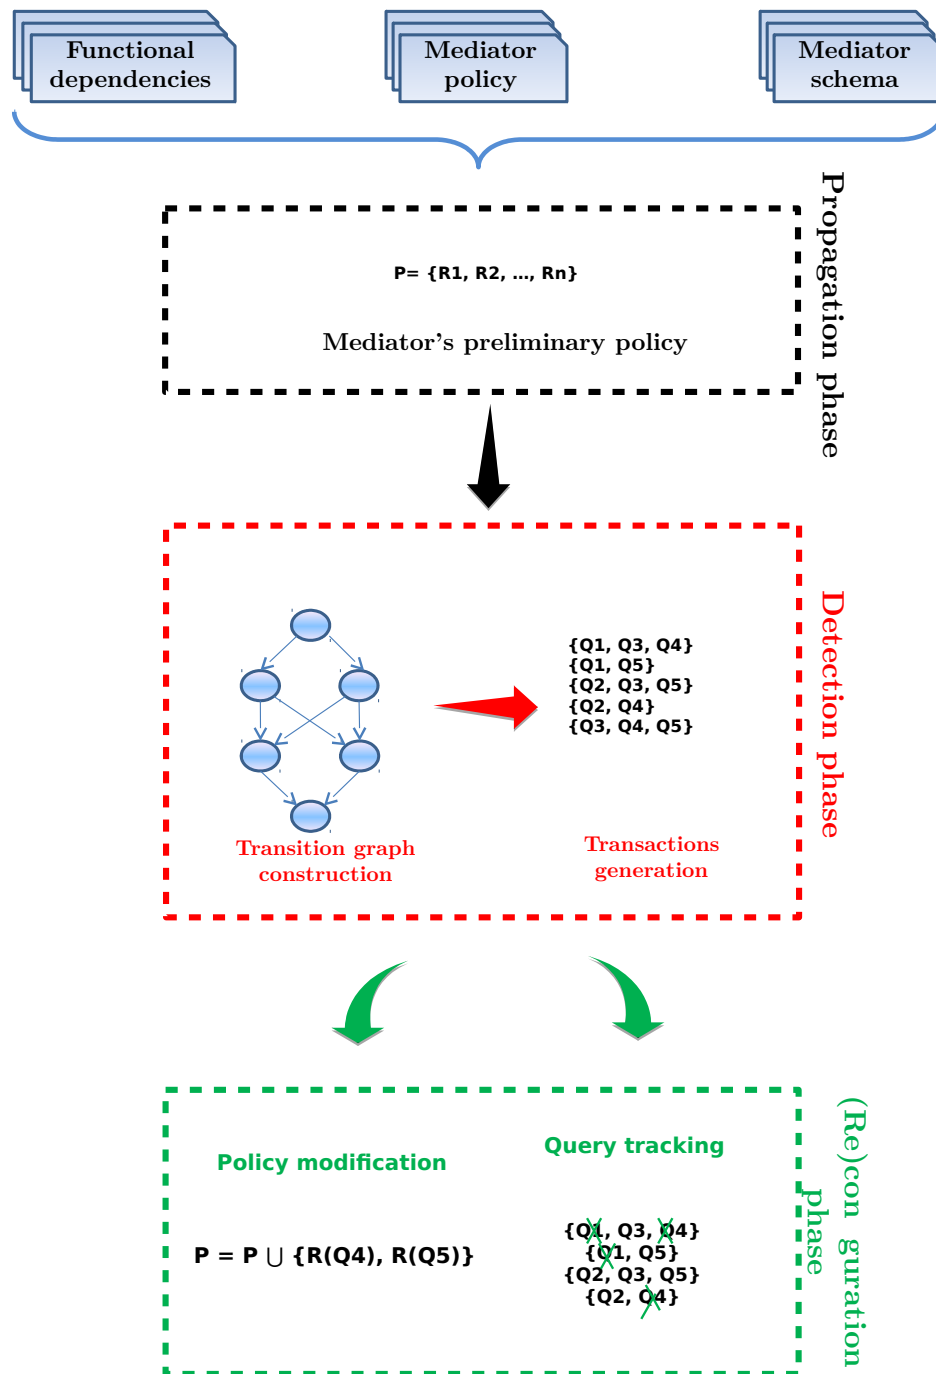 Functional
dependencies
Mediator
policy
Mediator
schema
Propagation phase
P= {R1, R2, ..., Rn}
Mediator's preliminary policy
Detection phase
{Q1, Q3, Q4}
{Q1, Q5}
{Q2, Q3, Q5}
{Q2, Q4}
{Q3, Q4, Q5}
Transition graph
construction
Transactions
generation
(Re)con guration
phase
Policy modification
P = P ⋃ {R(Q4), R(Q5)}
Query tracking
{Q1, Q3, Q4}
{Q1, Q5}
{Q2, Q3, Q5}
{Q2, Q4}